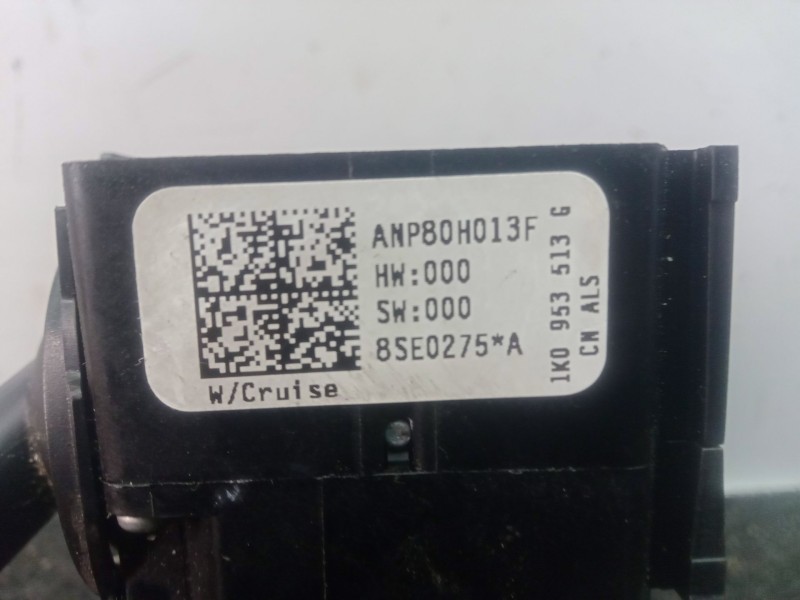 ANP80H013F
HW:000
SW:000
8SE0275*A
W/Cruise
1K0 953 513 G
CN ALS